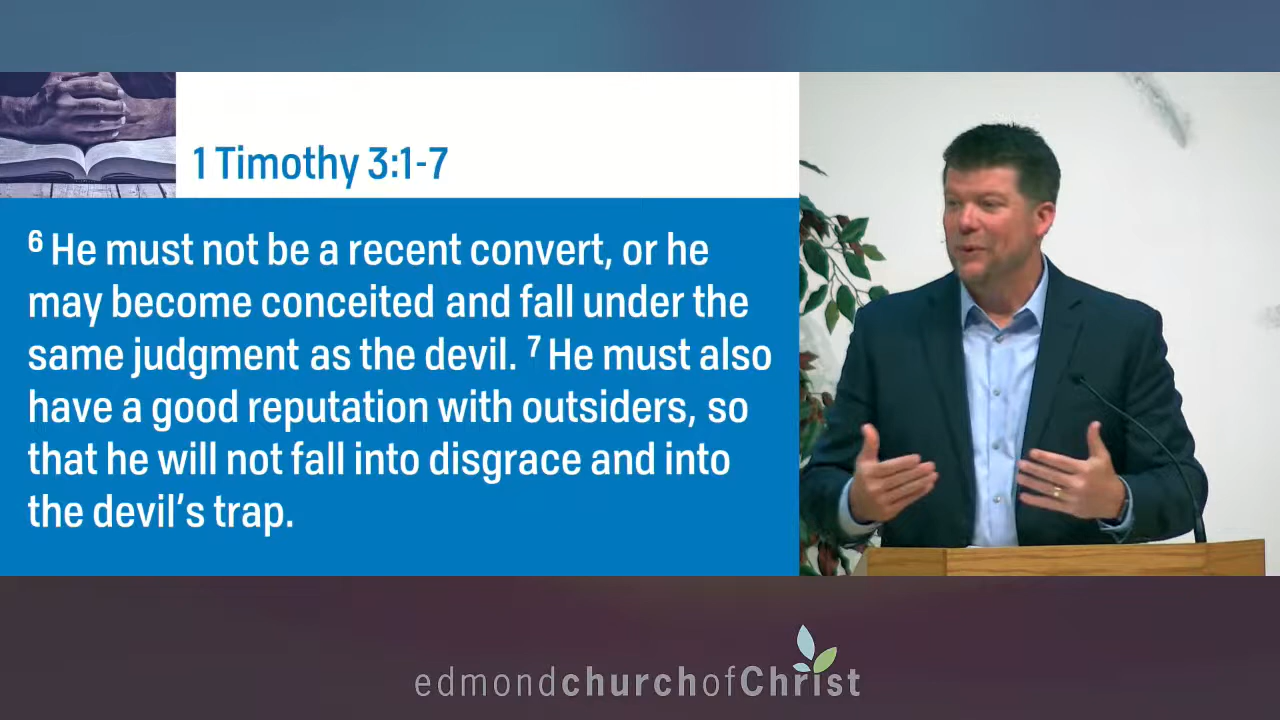 1 Timothy 3:1-7
6 He must not be a recent convert, or he
may become conceited and fall under the
same judgment as the devil. 7 He must also
have a good reputation with outsiders, so
that he will not fall into disgrace and into
the devil's trap.
edmondchurchofChrist